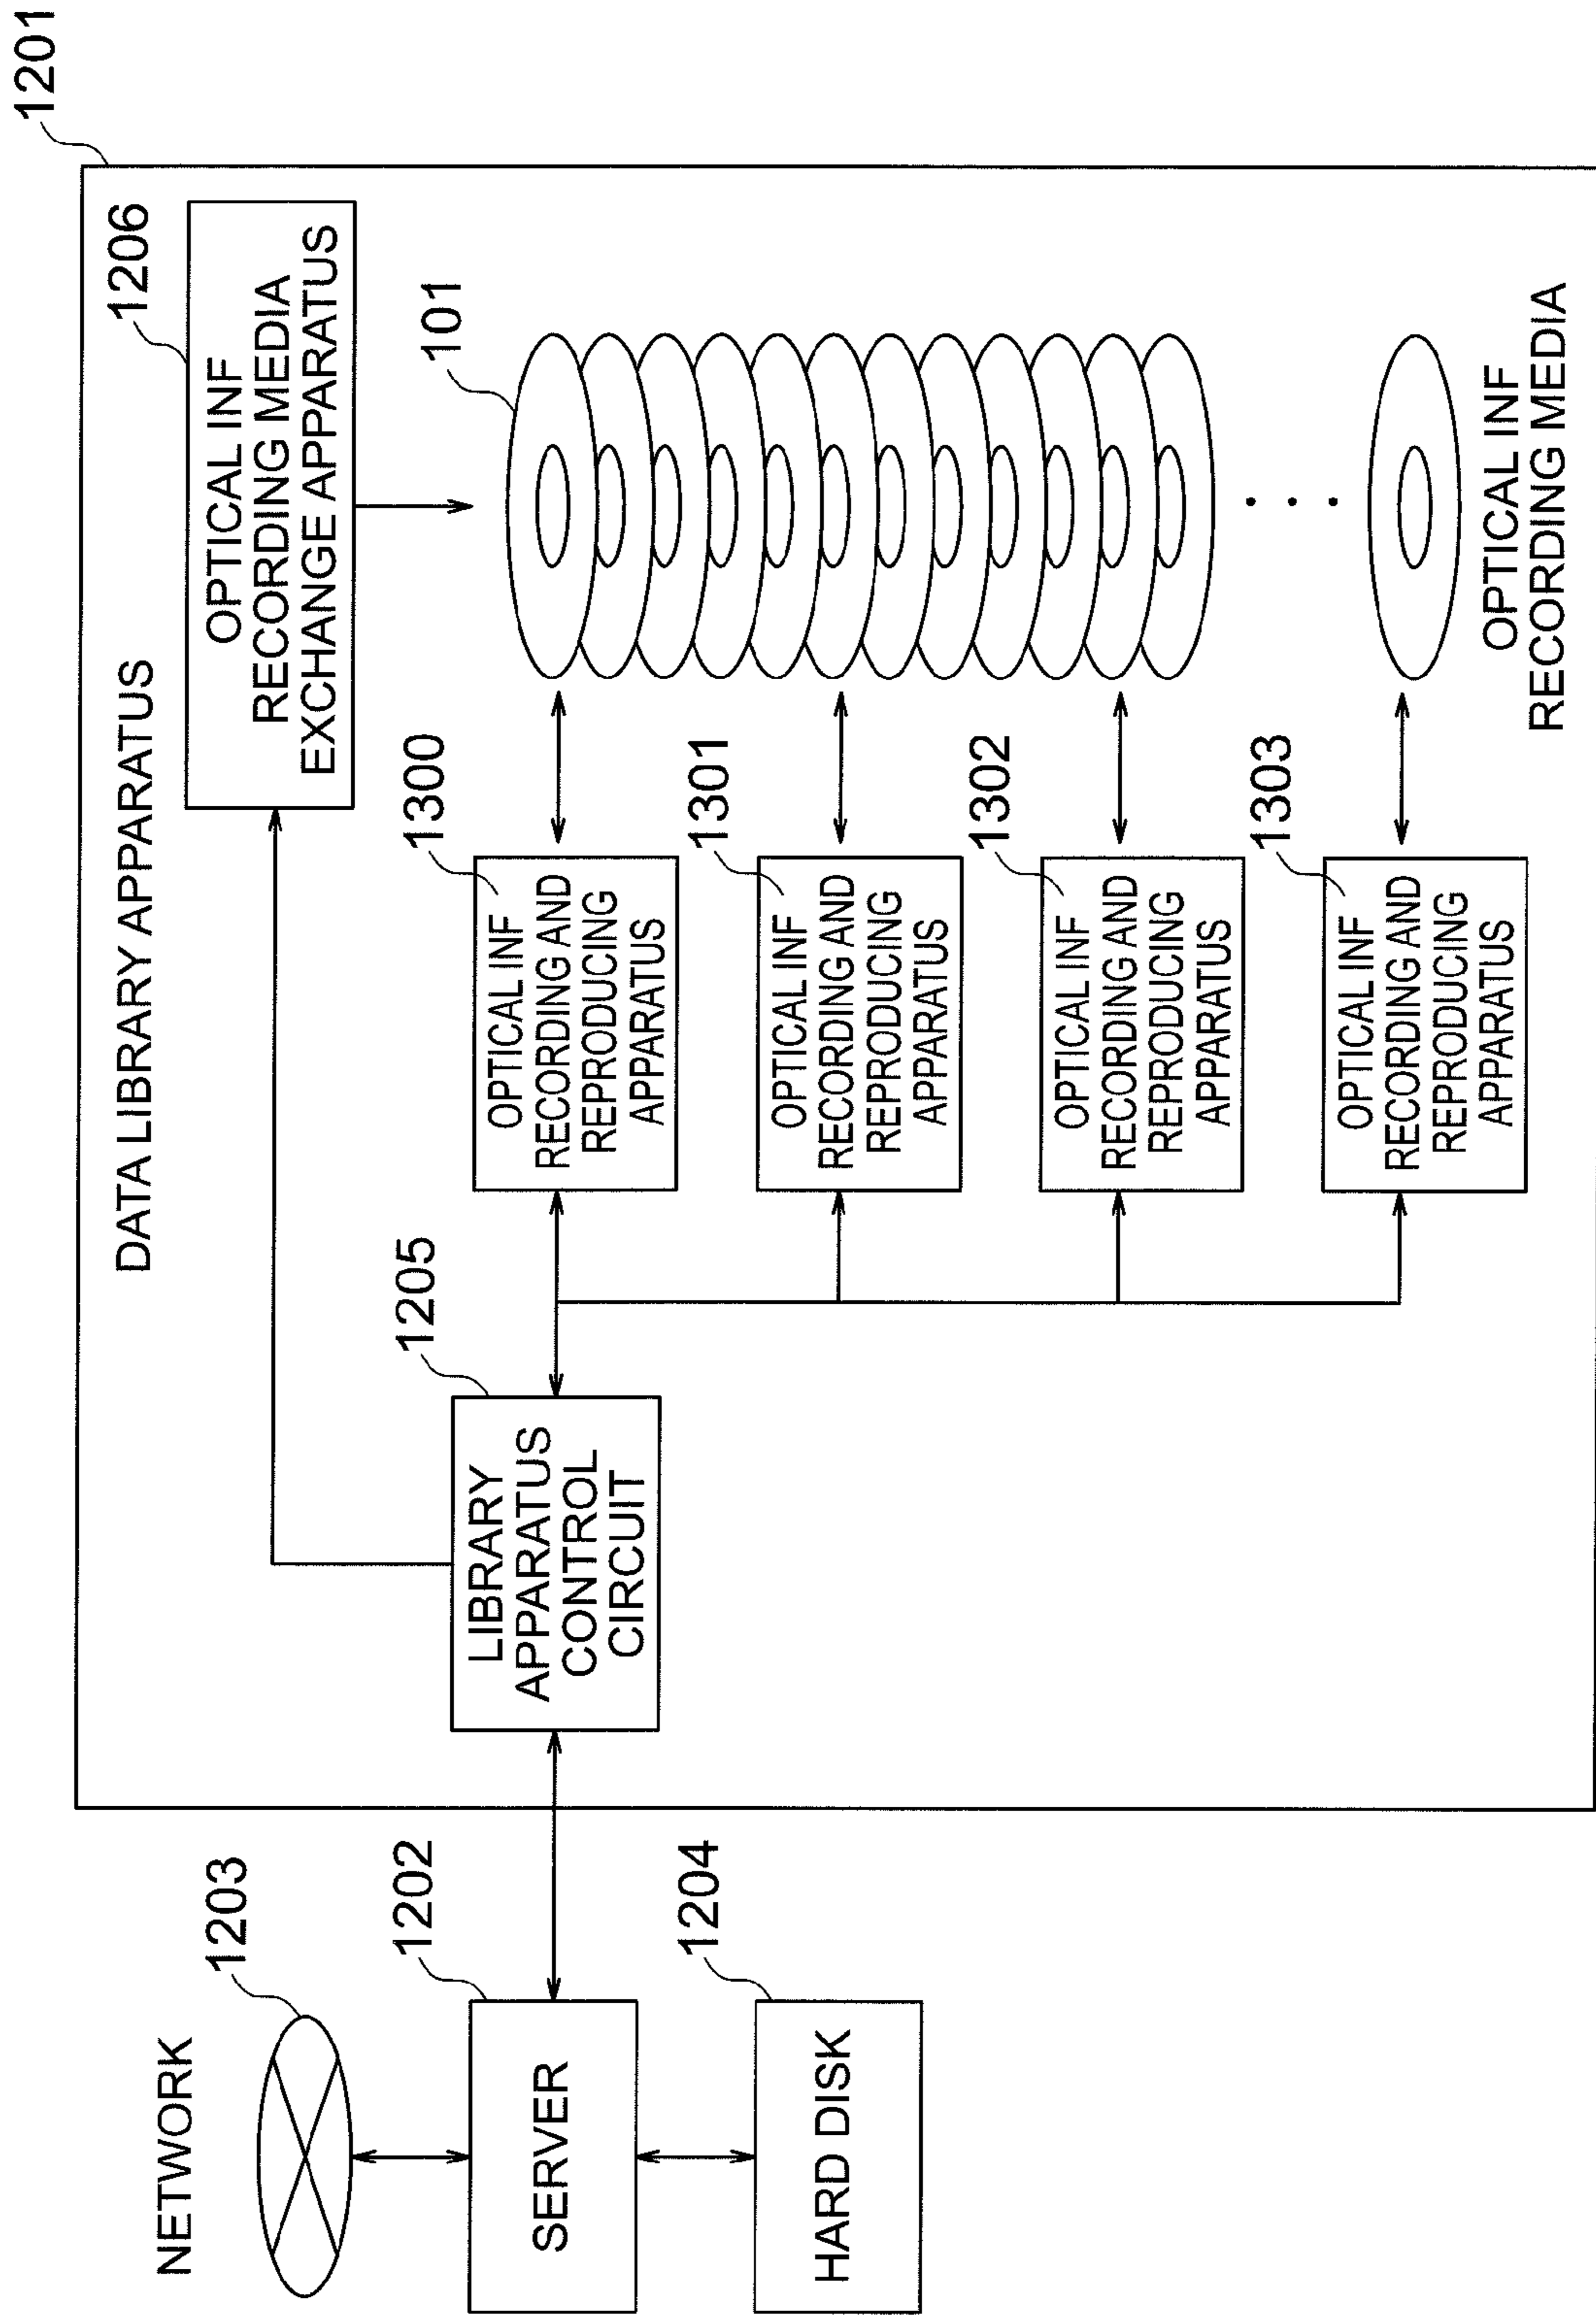 1201
DATA LIBRARY APPARATUS
1206
OPTICAL INF
RECORDING MEDIA
EXCHANGE APPARATUS
NETWORK
1203
1202
SERVER
1204
HARD DISK
1205
LIBRARY
APPARATUS
CONTROL
CIRCUIT
1300
OPTICAL INF
RECORDING AND
REPRODUCING
APPARATUS
1301
OPTICAL INF
RECORDING AND
REPRODUCING
APPARATUS
1302
OPTICAL INF
RECORDING AND
REPRODUCING
APPARATUS
1303
OPTICAL INF
RECORDING AND
REPRODUCING
APPARATUS
101
OPTICAL INF
RECORDING MEDIA